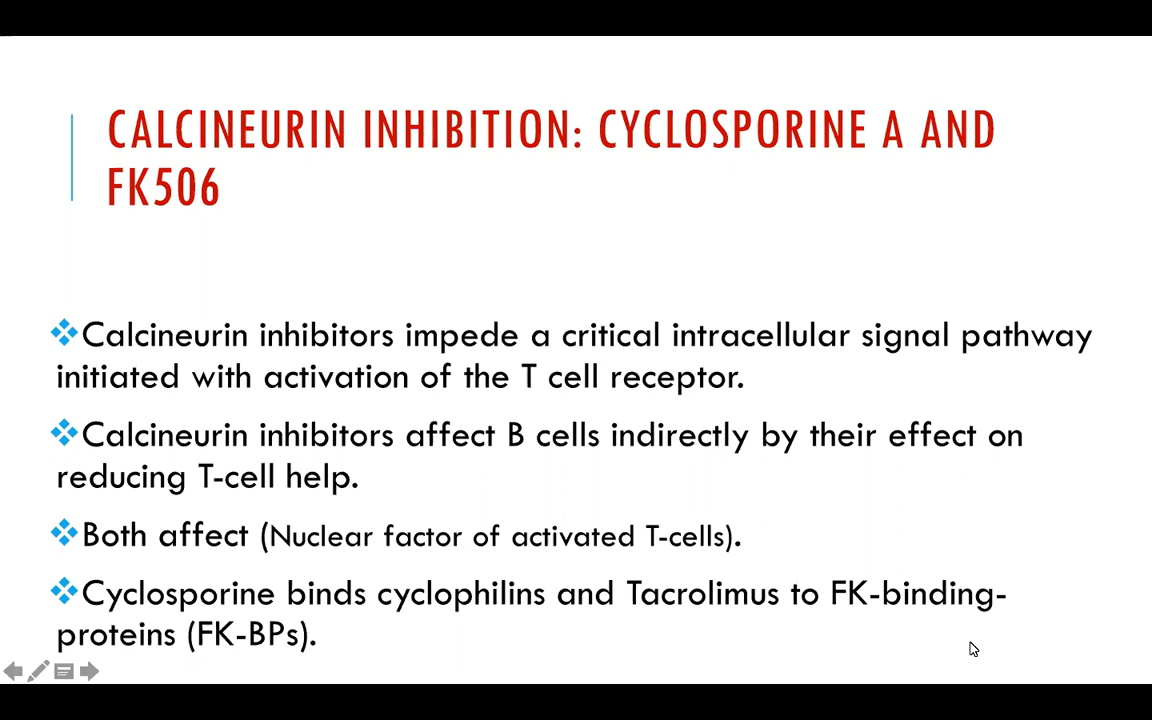 CALCINEURIN INHIBITION: CYCLOSPORINE A AND
FK506
❖Calcineurin inhibitors impede a critical intracellular signal pathway
initiated with activation of the T cell receptor.
❖Calcineurin inhibitors affect B cells indirectly by their effect on
reducing T-cell help.
❖Both affect (Nuclear factor of activated T-cells).
❖Cyclosporine binds cyclophilins and Tacrolimus to FK-binding-
proteins (FK-BPs).